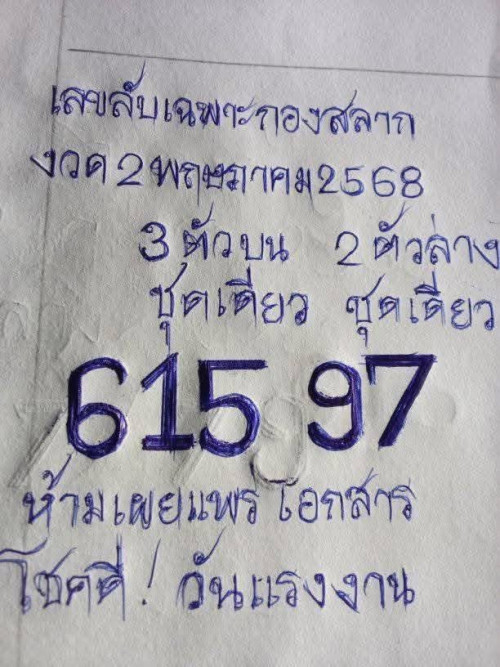 เลขลับเฉพาะกองสลาก
งวด 2 พฤษภาคม 2568
3 ตัวบน 2 ตัวล่าง
ชุดเดียว ชุดเดียว
615 97
ห้ามเผยแพร่เอกสาร
โชคดี! วันแรงงาน